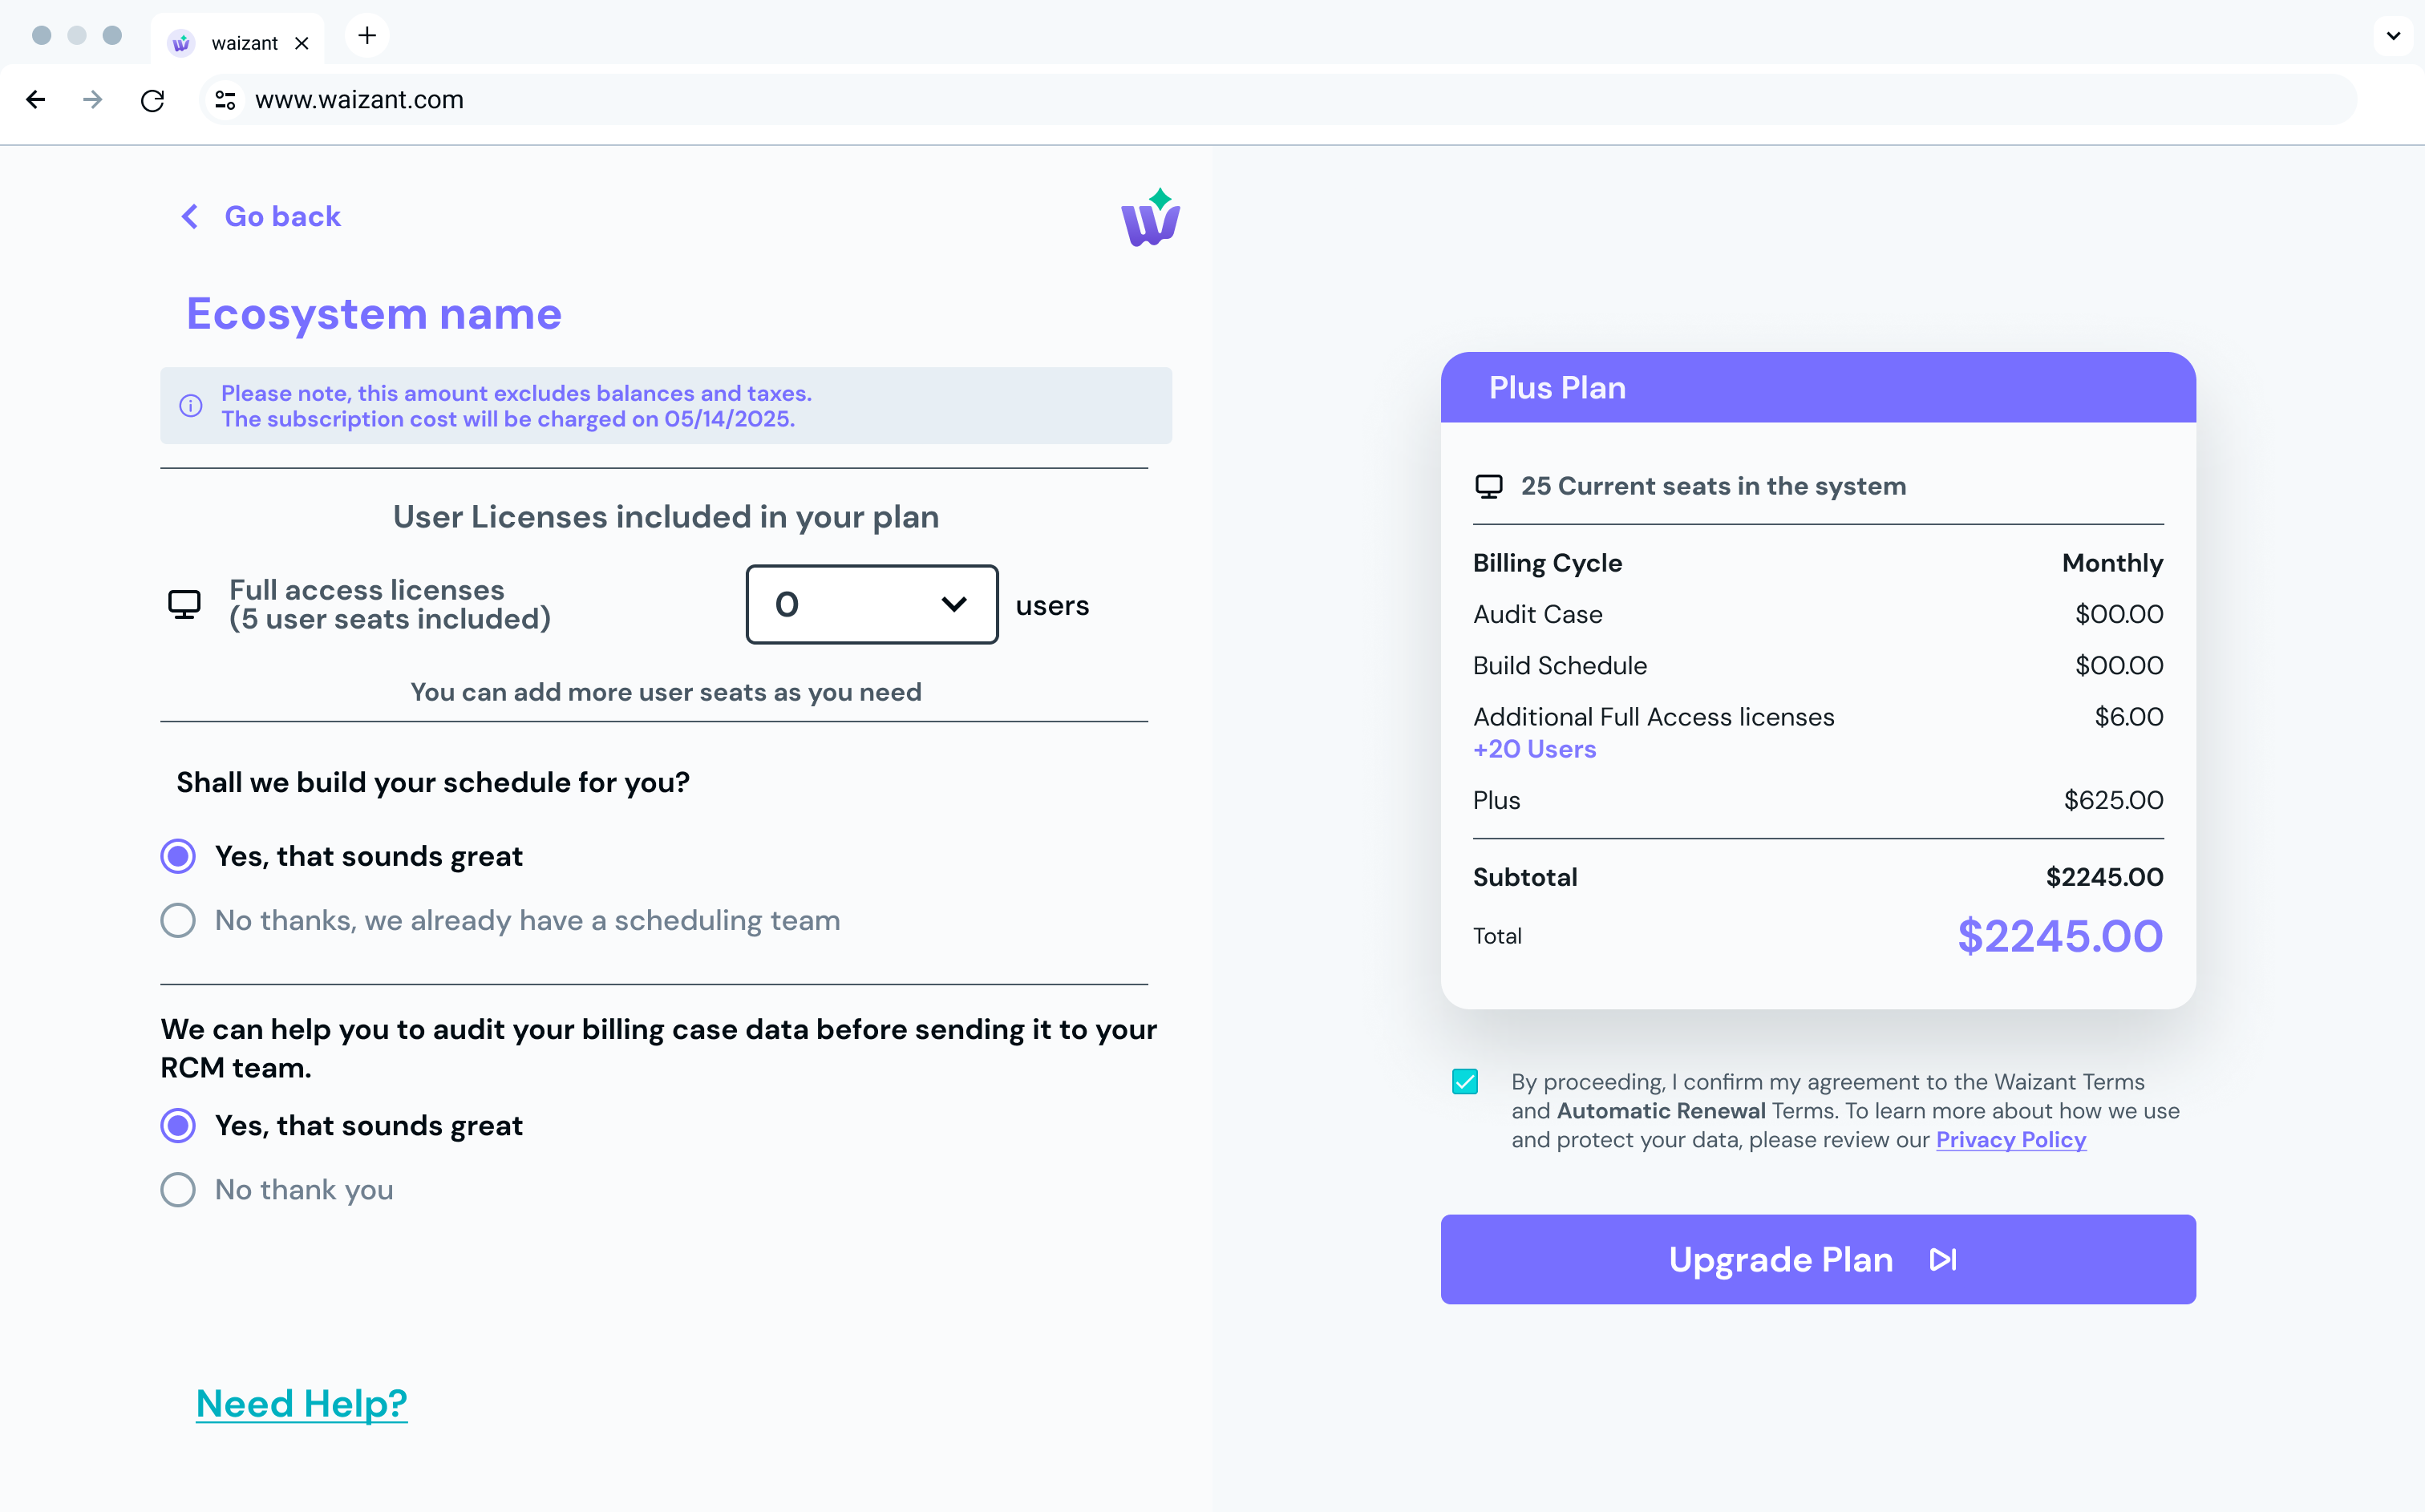 waizant
www.waizant.com
Go back
Ecosystem name
Please note, this amount excludes balances and taxes.
The subscription cost will be charged on 05/14/2025.
User Licenses included in your plan
Full access licenses
(5 user seats included)
0
users
You can add more user seats as you need
Shall we build your schedule for you?
Yes, that sounds great
No thanks, we already have a scheduling team
We can help you to audit your billing case data before sending it to your
RCM team.
Yes, that sounds great
No thank you
Need Help?
Plus Plan
25 Current seats in the system
Billing Cycle Monthly
Audit Case $00.00
Build Schedule $00.00
Additional Full Access licenses $6.00
+20 Users
Plus $625.00
Subtotal $2245.00
Total $2245.00
By proceeding, I confirm my agreement to the Waizant Terms
and Automatic Renewal Terms. To learn more about how we use
and protect your data, please review our Privacy Policy
Upgrade Plan